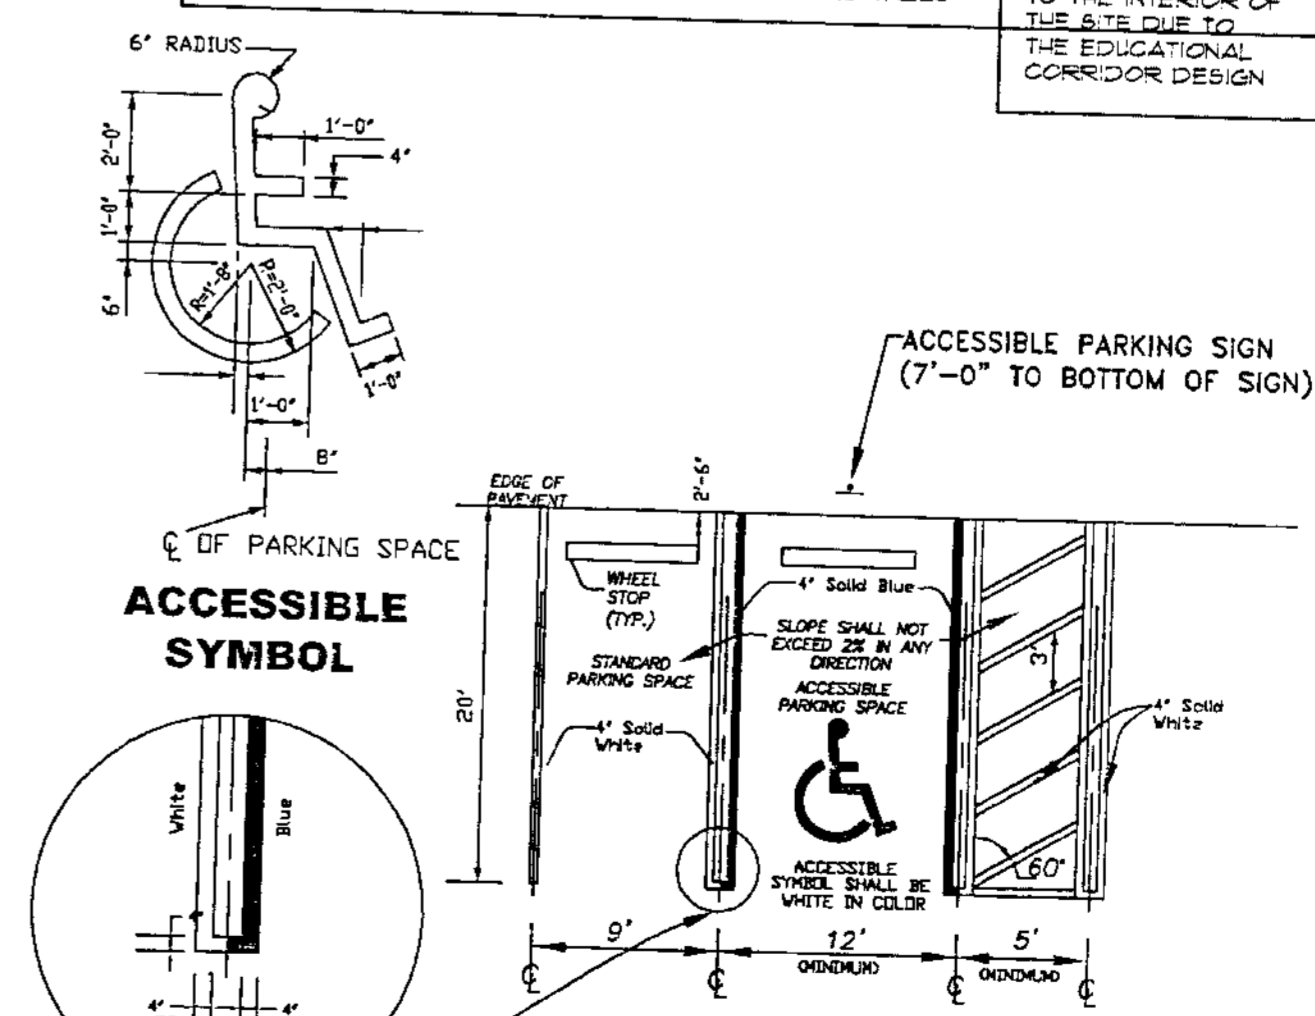 THE SITE DUE TO
THE EDUCATIONAL
CORRIDOR DESIGN
6" RADIUS
2'-0"
1'-0"
4"
1'-0"
6"
R=1'-8"
R=2'-0"
1'-0"
1'-0"
8"
℄ OF PARKING SPACE
ACCESSIBLE
SYMBOL
ACCESSIBLE PARKING SIGN
(7'-0" TO BOTTOM OF SIGN)
EDGE OF
PAVEMENT
2'-6"
WHEEL
STOP
(TYP.)
4" Solid Blue
SLOPE SHALL NOT
EXCEED 2% IN ANY
DIRECTION
STANDARD
PARKING SPACE
ACCESSIBLE
PARKING SPACE
3'
20'
4" Solid
White
4" Solid
White
60°
ACCESSIBLE
SYMBOL SHALL BE
WHITE IN COLOR
9'
12'
(MINIMUM)
5'
(MINIMUM)
℄
℄
℄
℄
White
Blue
4"
4"